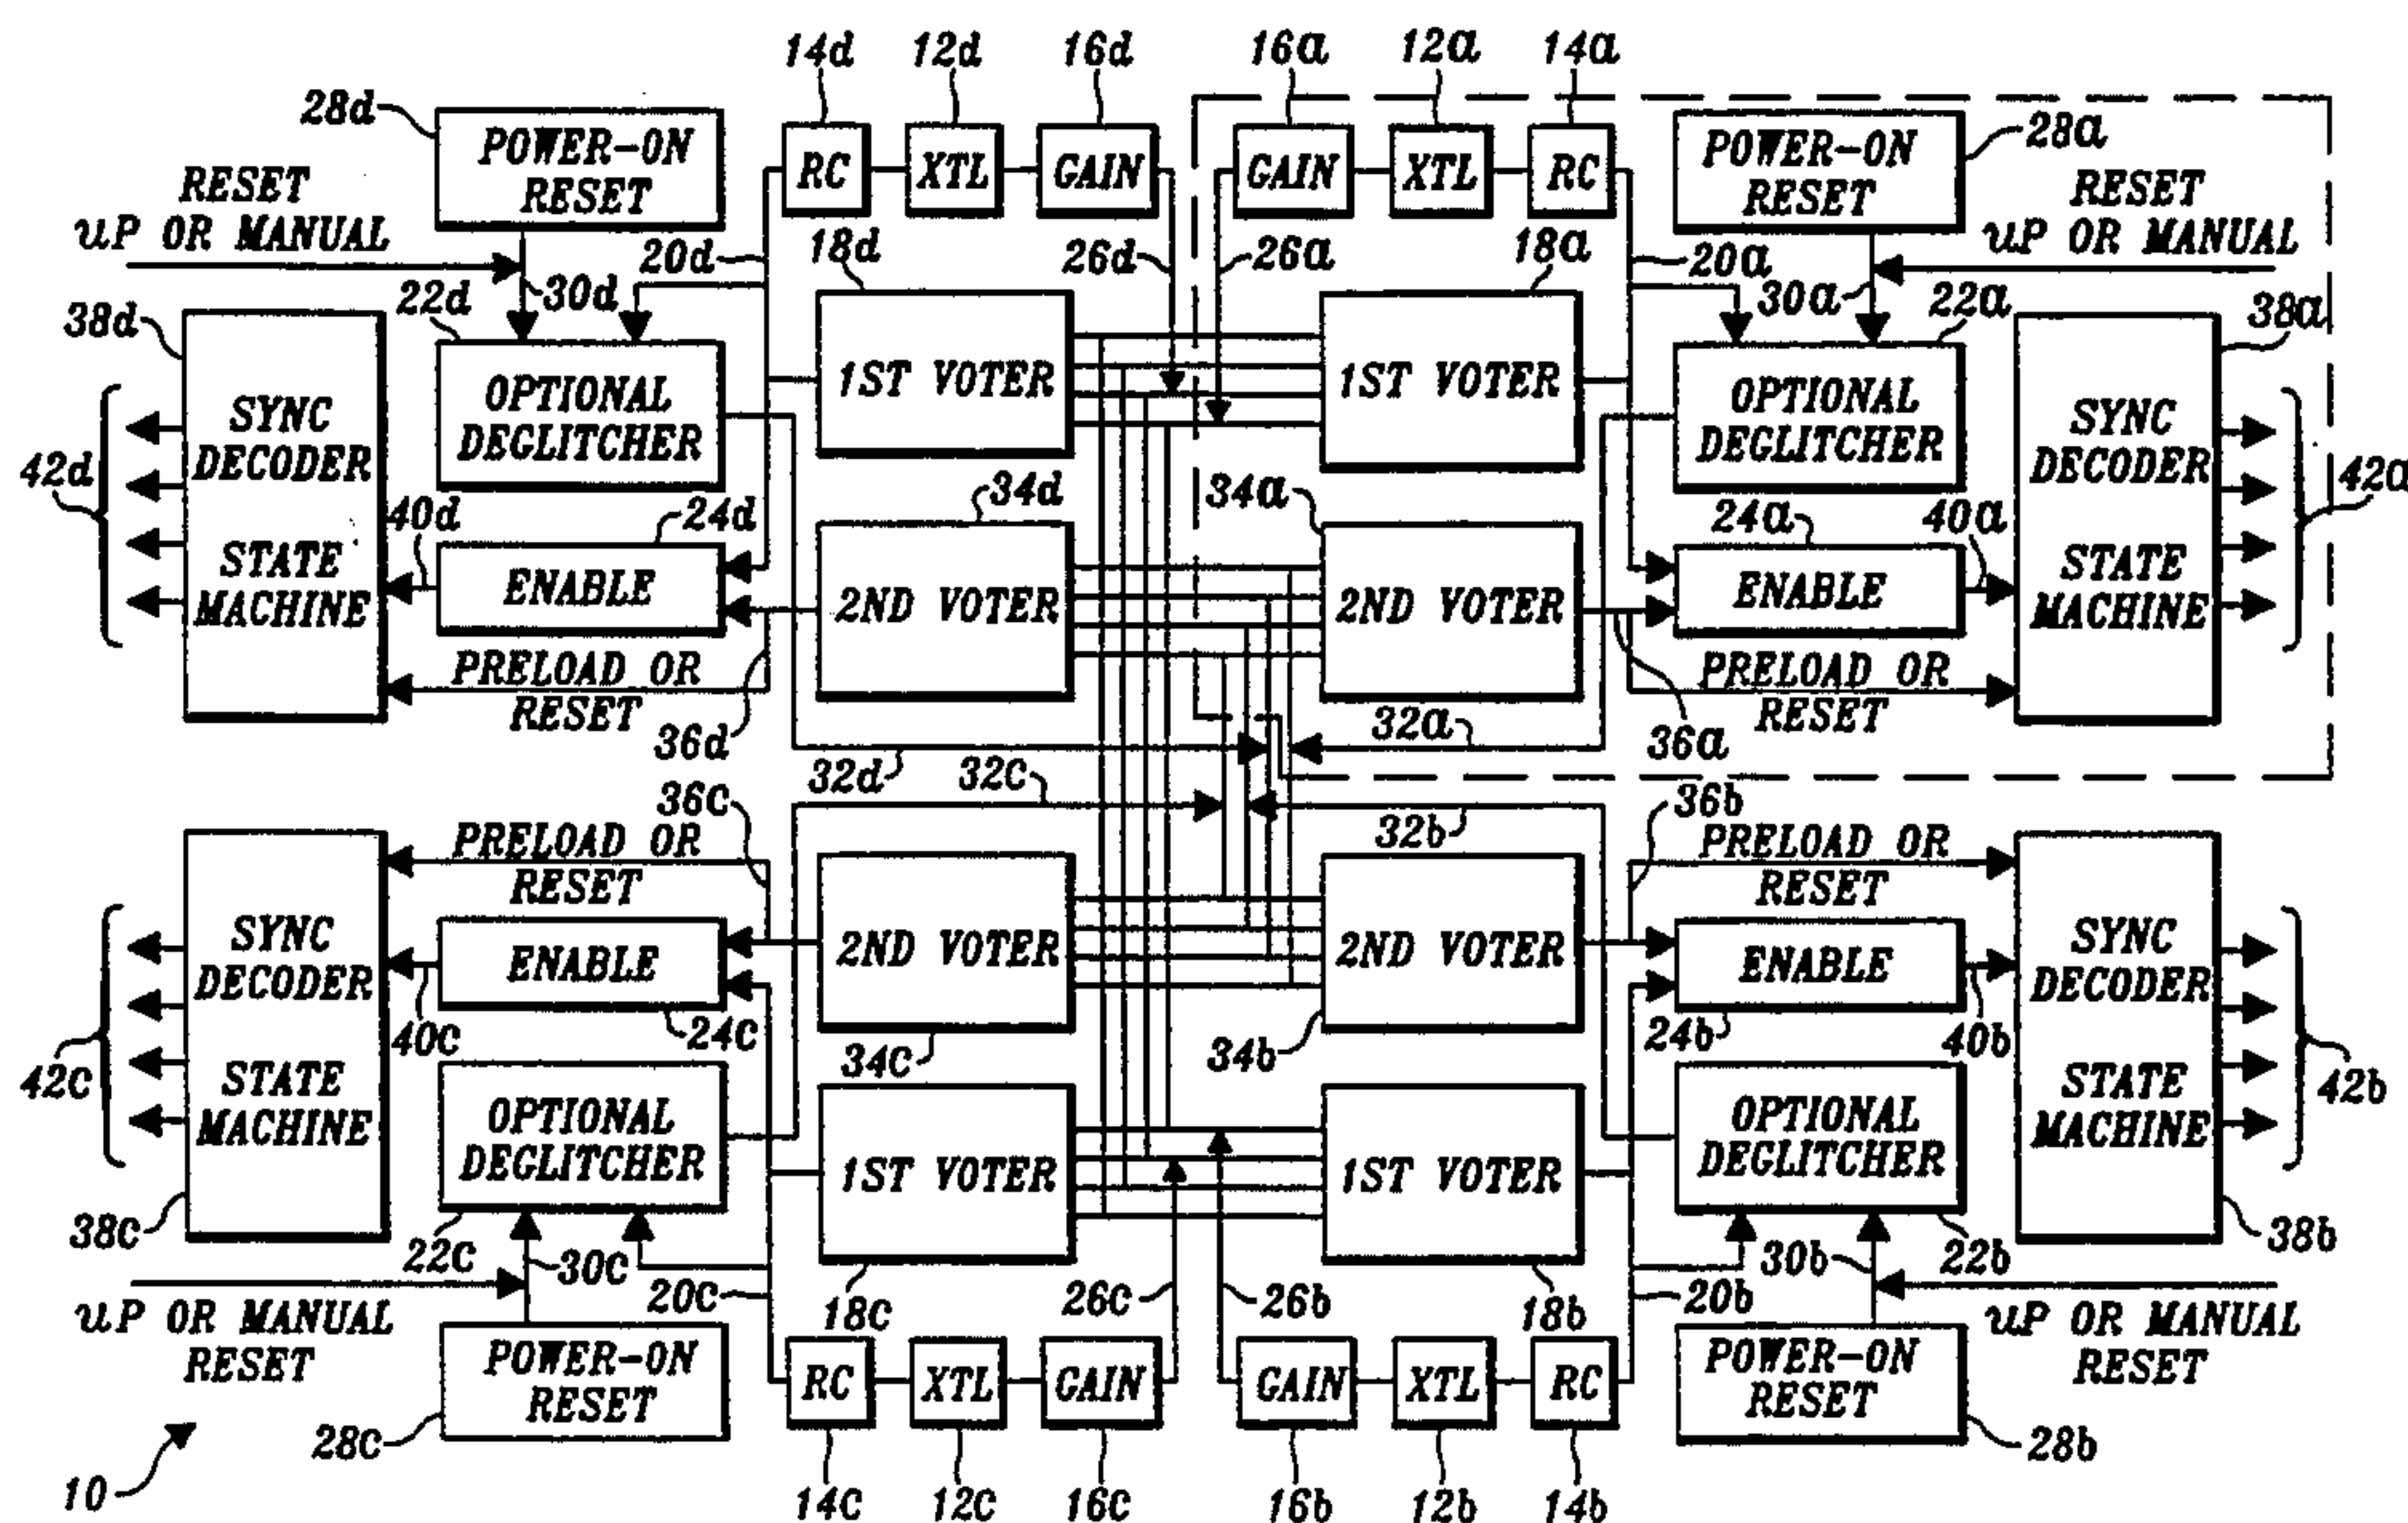 14d 12d 16d 16a 12a 14a
28d POWER-ON RESET RC XTL GAIN GAIN XTL RC POWER-ON RESET 28a
RESET
uP OR MANUAL
RESET
uP OR MANUAL
20d 18d 26d 26a 18a 20a
30d 30a
38d 22d 22a 38a
OPTIONAL DEGLITCHER
1ST VOTER
1ST VOTER
OPTIONAL DEGLITCHER
SYNC DECODER
STATE MACHINE
SYNC DECODER
STATE MACHINE
42d 42a
40d 24d 34d 34a 24a 40a
ENABLE
2ND VOTER
2ND VOTER
ENABLE
PRELOAD OR RESET
PRELOAD OR RESET
36d 32a 36a
32d 32c
36c 32b 36b
PRELOAD OR RESET
PRELOAD OR RESET
SYNC DECODER
STATE MACHINE
ENABLE
2ND VOTER
2ND VOTER
ENABLE
SYNC DECODER
STATE MACHINE
40c 24c 34c 34b 24b 40b
42c 42b
OPTIONAL DEGLITCHER
1ST VOTER
1ST VOTER
OPTIONAL DEGLITCHER
38c 22c 30c 30b 22b 38b
20c 18c 26c 26b 18b 20b
uP OR MANUAL
RESET
uP OR MANUAL
RESET
POWER-ON RESET RC XTL GAIN GAIN XTL RC POWER-ON RESET
28c 28b
10 14c 12c 16c 16b 12b 14b